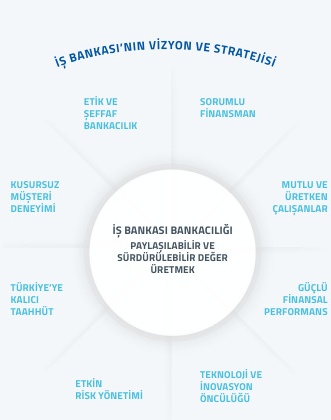 İŞ BANKASI'NIN VİZYON VE STRATEJİSİ
ETİK VE
ŞEFFAF
BANKACILIK
SORUMLU
FİNANSMAN
KUSURSUZ
MÜŞTERİ
DENEYİMİ
MUTLU VE
ÜRETKEN
ÇALIŞANLAR
İŞ BANKASI BANKACILIĞI
PAYLAŞILABİLİR VE
SÜRDÜRÜLEBİLİR DEĞER
ÜRETMEK
TÜRKİYE'YE
KALICI
TAAHHÜT
GÜÇLÜ
FİNANSAL
PERFORMANS
ETKİN
RİSK YÖNETİMİ
TEKNOLOJİ VE
İNOVASYON
ÖNCÜLÜĞÜ